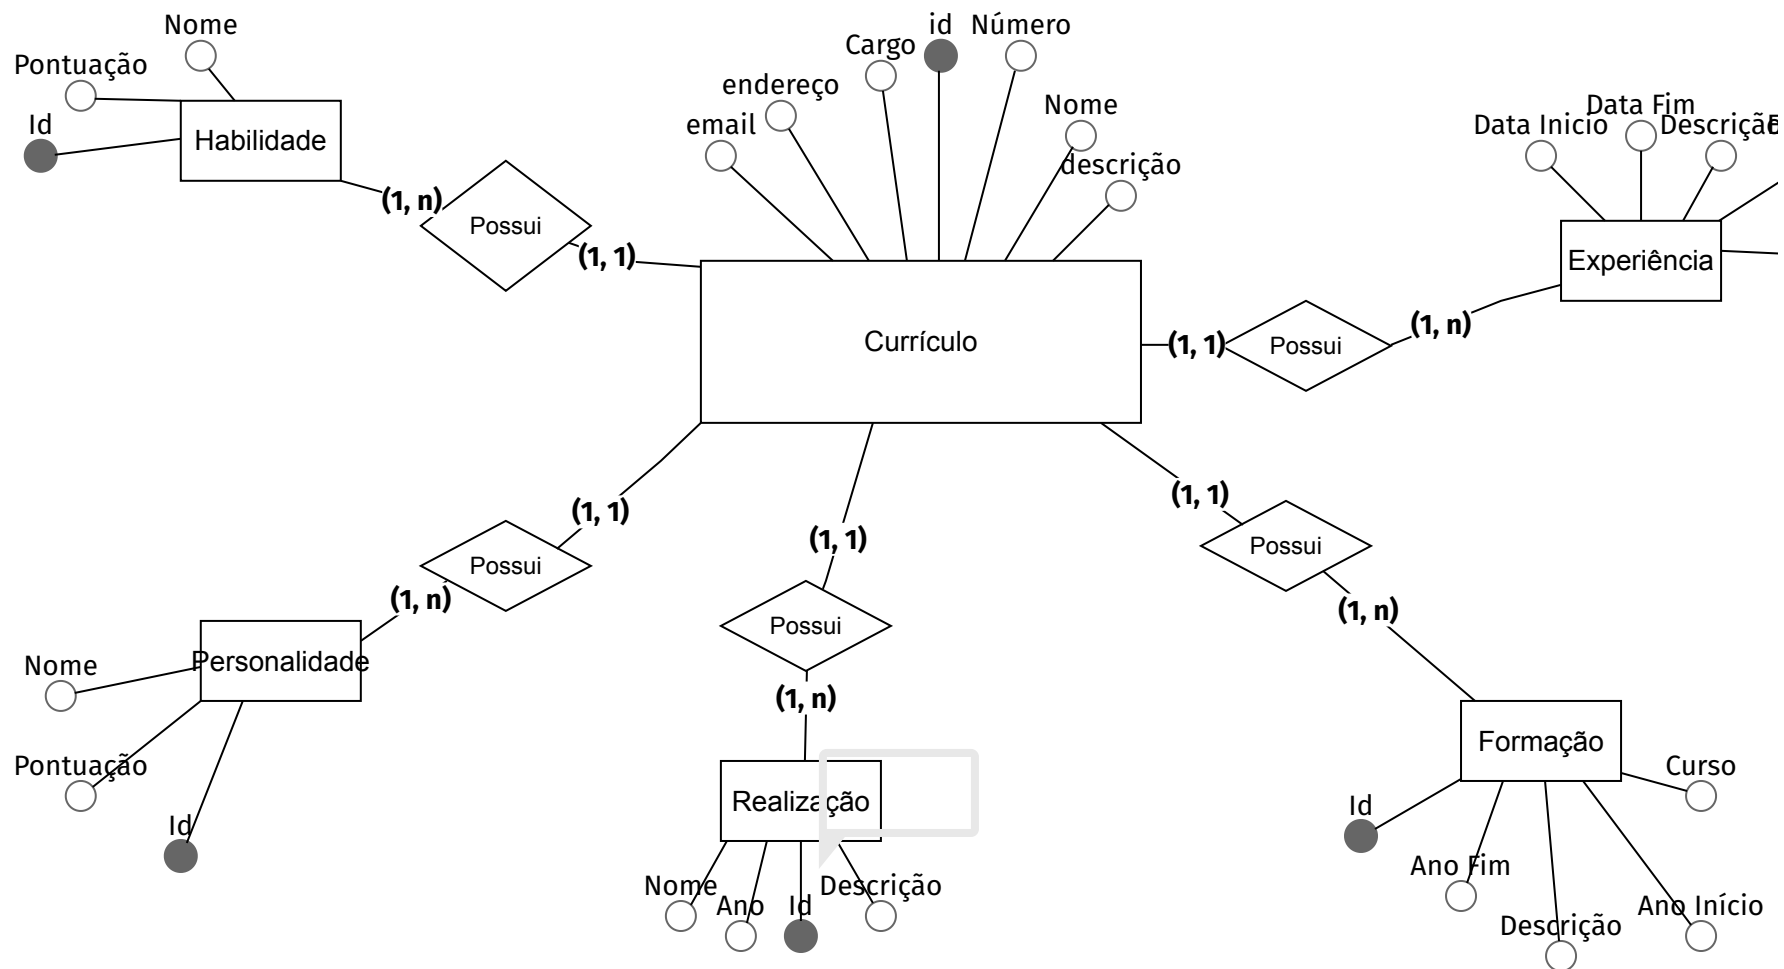 Nome
Pontuação
Id
Habilidade
(1, n)
Possui
(1, 1)
email
endereço
Cargo
id
Número
Nome
descrição
Currículo
Data Inicio
Data Fim
Descrição
Experiência
(1, 1)
Possui
(1, n)
(1, 1)
Possui
(1, n)
Personalidade
Nome
Pontuação
Id
(1, 1)
Possui
(1, n)
Realização
Nome
Ano
Id
Descrição
(1, 1)
Possui
(1, n)
Formação
Curso
Id
Ano Fim
Descrição
Ano Início